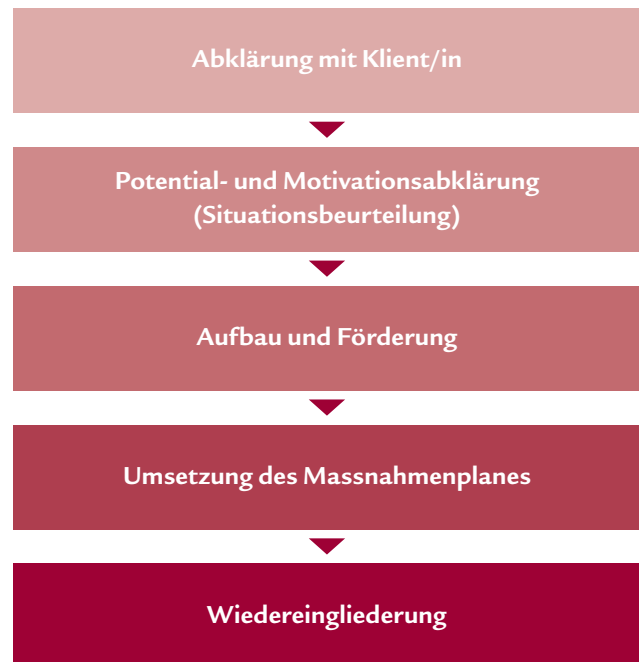 Abklärung mit Klient/in
Potential- und Motivationsabklärung
(Situationsbeurteilung)
Aufbau und Förderung
Umsetzung des Massnahmenplanes
Wiedereingliederung